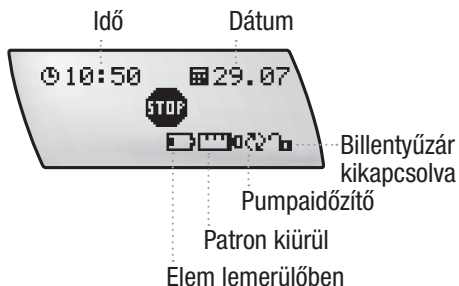 Idő Dátum
10:50 29.07
STOP
Billentyűzár
kikapcsolva
Pumpaidőzítő
Patron kiürül
Elem lemerülőben